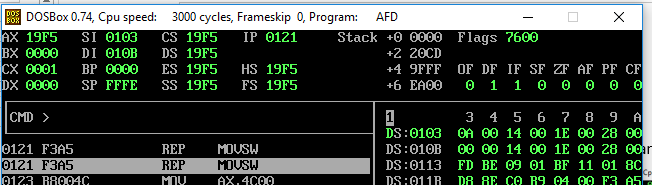 DOSBox 0.74, Cpu speed: 3000 cycles, Frameskip 0, Program: AFD
AX 19F5 SI 0103 CS 19F5 IP 0121 Stack +0 0000 Flags 7600
BX 0000 DI 010B DS 19F5 +2 20CD
CX 0001 BP 0000 ES 19F5 HS 19F5 +4 9FFF OF DF IF SF ZF AF PF CF
DX 0000 SP FFFE SS 19F5 FS 19F5 +6 EA00 0 1 1 0 0 0 0 0
CMD >
1 3 4 5 6 7 8 9 A
DS:0103 0A 00 14 00 1E 00 28 00
DS:010B 00 00 14 00 1E 00 28 00
DS:0113 FD BE 09 01 BF 11 01 8C
DS:011B D8 8E C0 B9 04 00 F3 A5
0121 F3A5 REP MOVSW
0121 F3A5 REP MOVSW
0123 B8004C MOV AX,4C00